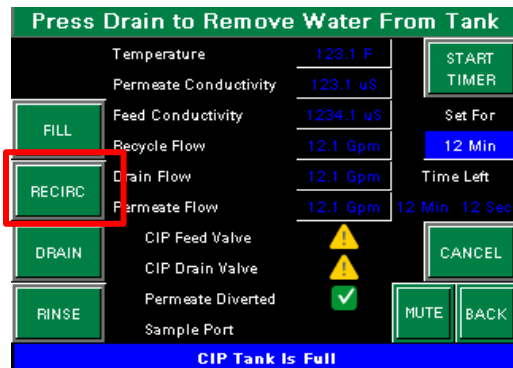 Press Drain to Remove Water From Tank
Temperature 123.1 F
START TIMER
Permeate Conductivity 123.1 uS
Feed Conductivity 1234.1 uS
Set For
FILL
Recycle Flow 12.1 Gpm
12 Min
Drain Flow 12.1 Gpm
Time Left
RECIRC
Permeate Flow 12.1 Gpm
12 Min 12 Sec
CIP Feed Valve
DRAIN
CANCEL
CIP Drain Valve
Permeate Diverted
RINSE
MUTE BACK
Sample Port
CIP Tank Is Full